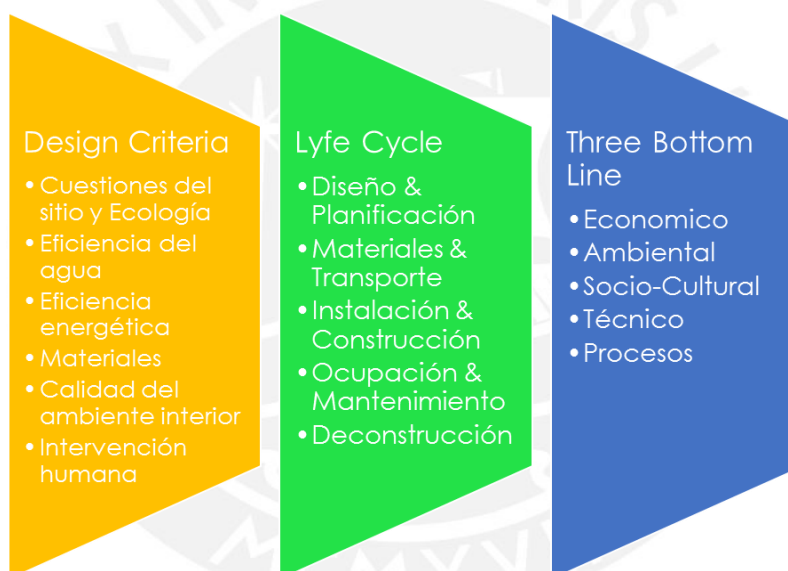 Design Criteria
• Cuestiones del
sitio y Ecología
• Eficiencia del
agua
• Eficiencia
energética
• Materiales
• Calidad del
ambiente interior
• Intervención
humana
Lyfe Cycle
• Diseño &
Planificación
• Materiales &
Transporte
• Instalación &
Construcción
• Ocupación &
Mantenimiento
• Deconstrucción
Three Bottom
Line
• Economico
• Ambiental
• Socio-Cultural
• Técnico
• Procesos